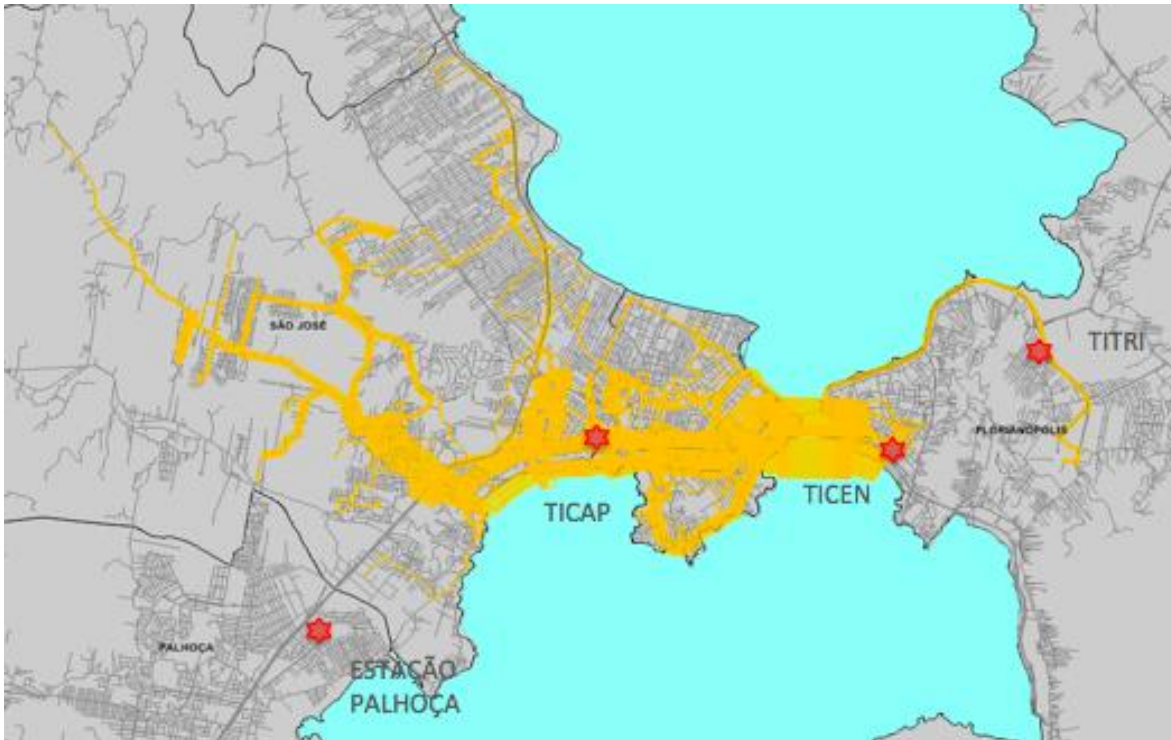 SÃO JOSÉ
TITRI
FLORIANÓPOLIS
TICEN
TICAP
PALHOÇA
ESTAÇÃO
PALHOÇA